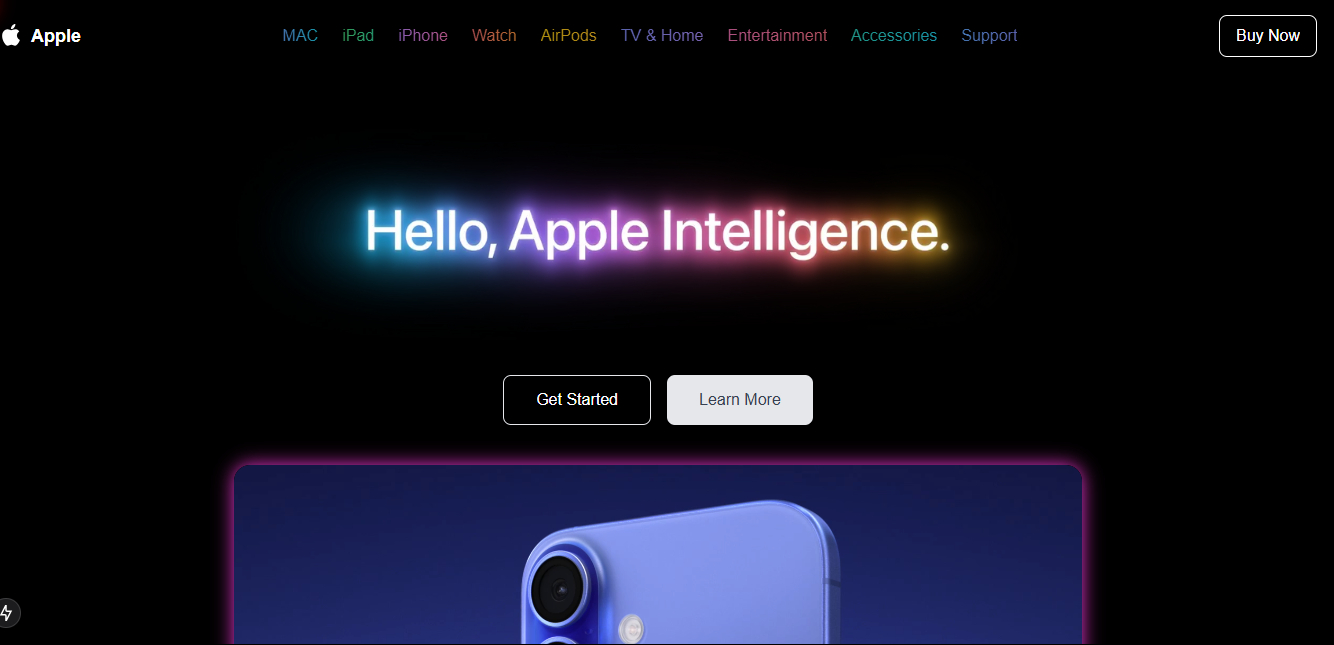 Apple
MAC iPad iPhone Watch AirPods TV & Home Entertainment Accessories Support
Buy Now
Hello, Apple Intelligence.
Get Started
Learn More